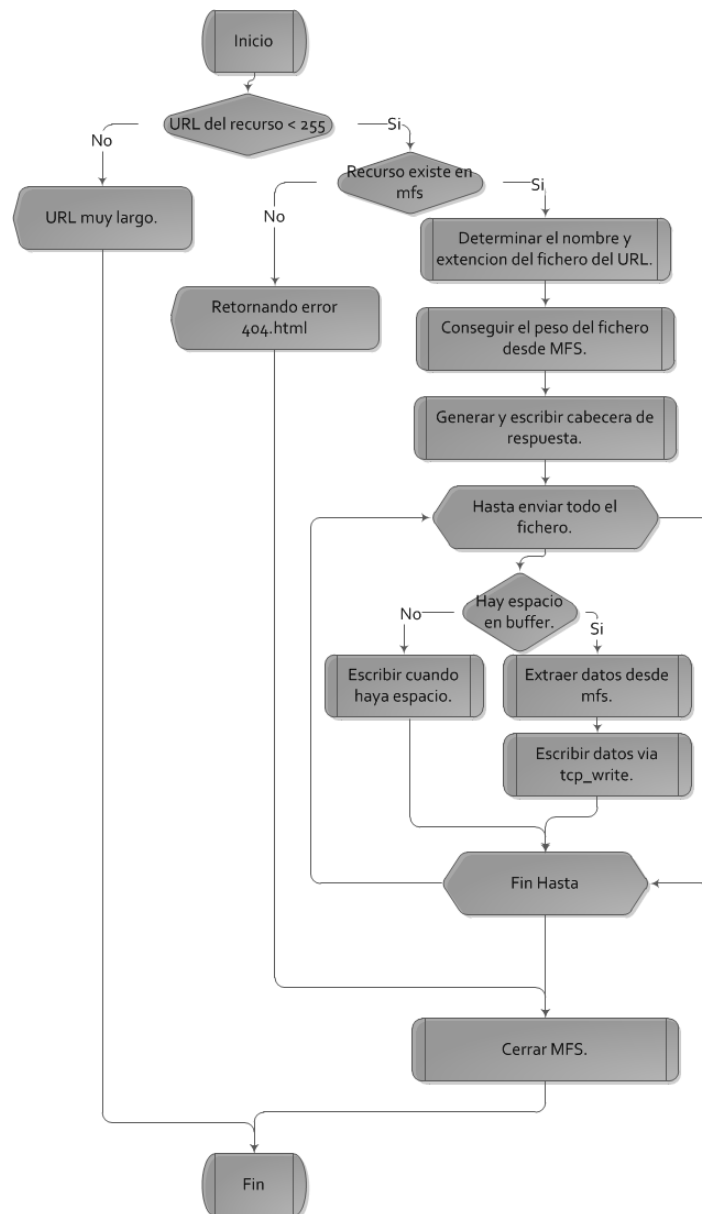 Inicio
URL del recurso < 255
No
Si
Recurso existe en
mfs
URL muy largo.
No
Si
Determinar el nombre y
extencion del fichero del URL.
Retornando error
404.html
Conseguir el peso del fichero
desde MFS.
Generar y escribir cabecera de
respuesta.
Hasta enviar todo el
fichero.
Hay espacio
en buffer.
No
Si
Escribir cuando
haya espacio.
Extraer datos desde
mfs.
Escribir datos via
tcp_write.
Fin Hasta
Cerrar MFS.
Fin